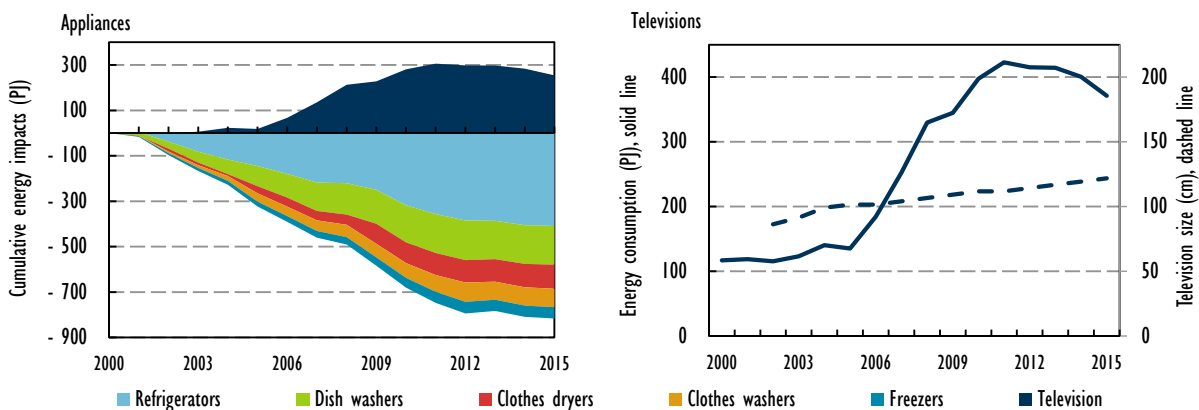 Appliances
Cumulative energy impacts (PJ)
300
100
- 100
- 300
- 500
- 700
- 900
2000 2003 2006 2009 2012 2015
Televisions
Energy consumption (PJ), solid line
400
300
200
100
0
200
150
100
50
0
Television size (cm), dashed line
2000 2003 2006 2009 2012 2015
Refrigerators Dish washers Clothes dryers Clothes washers Freezers Television